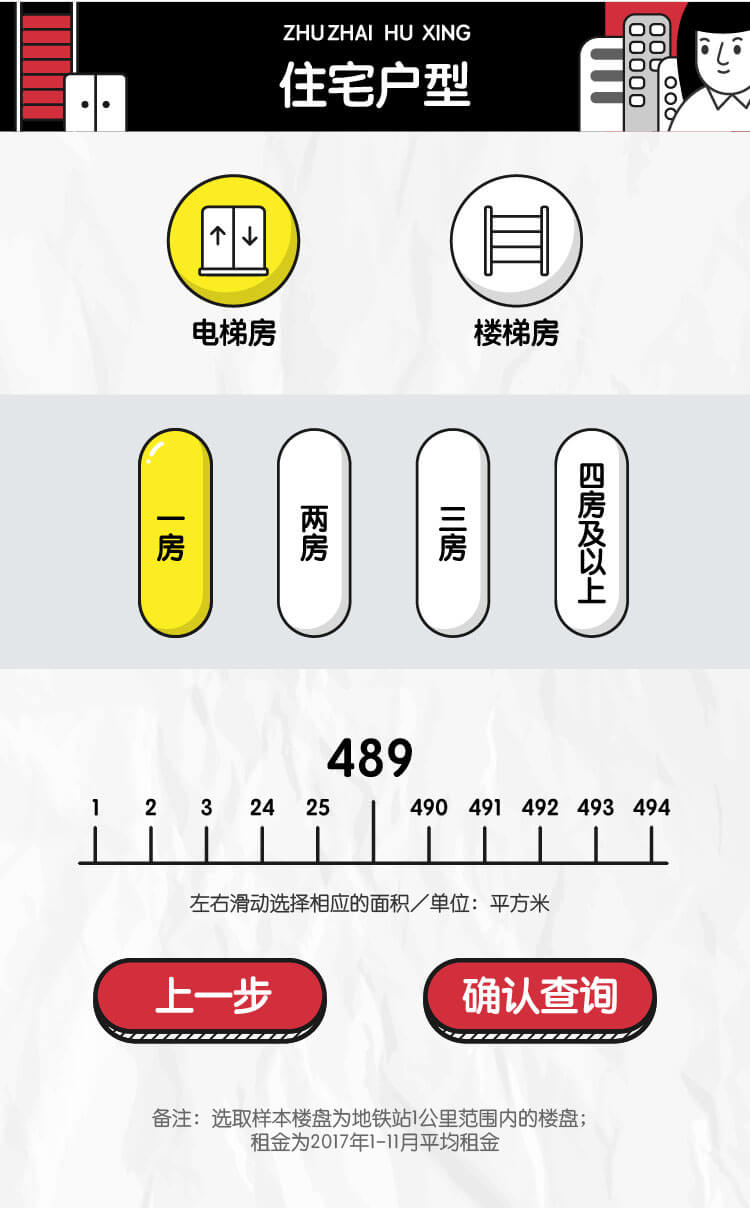 ZHUZHAI HU XING
住宅户型
电梯房
楼梯房
一房
两房
三房
四房及以上
489
1 2 3 24 25 490 491 492 493 494
左右滑动选择相应的面积／单位：平方米
上一步
确认查询
备注：选取样本楼盘为地铁站1公里范围内的楼盘；
租金为2017年1-11月平均租金